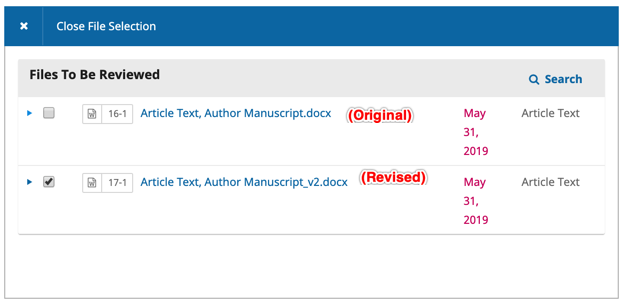 × Close File Selection
Files To Be Reviewed
Search
16-1 Article Text, Author Manuscript.docx (Original) May 31, 2019 Article Text
17-1 Article Text, Author Manuscript_v2.docx (Revised) May 31, 2019 Article Text